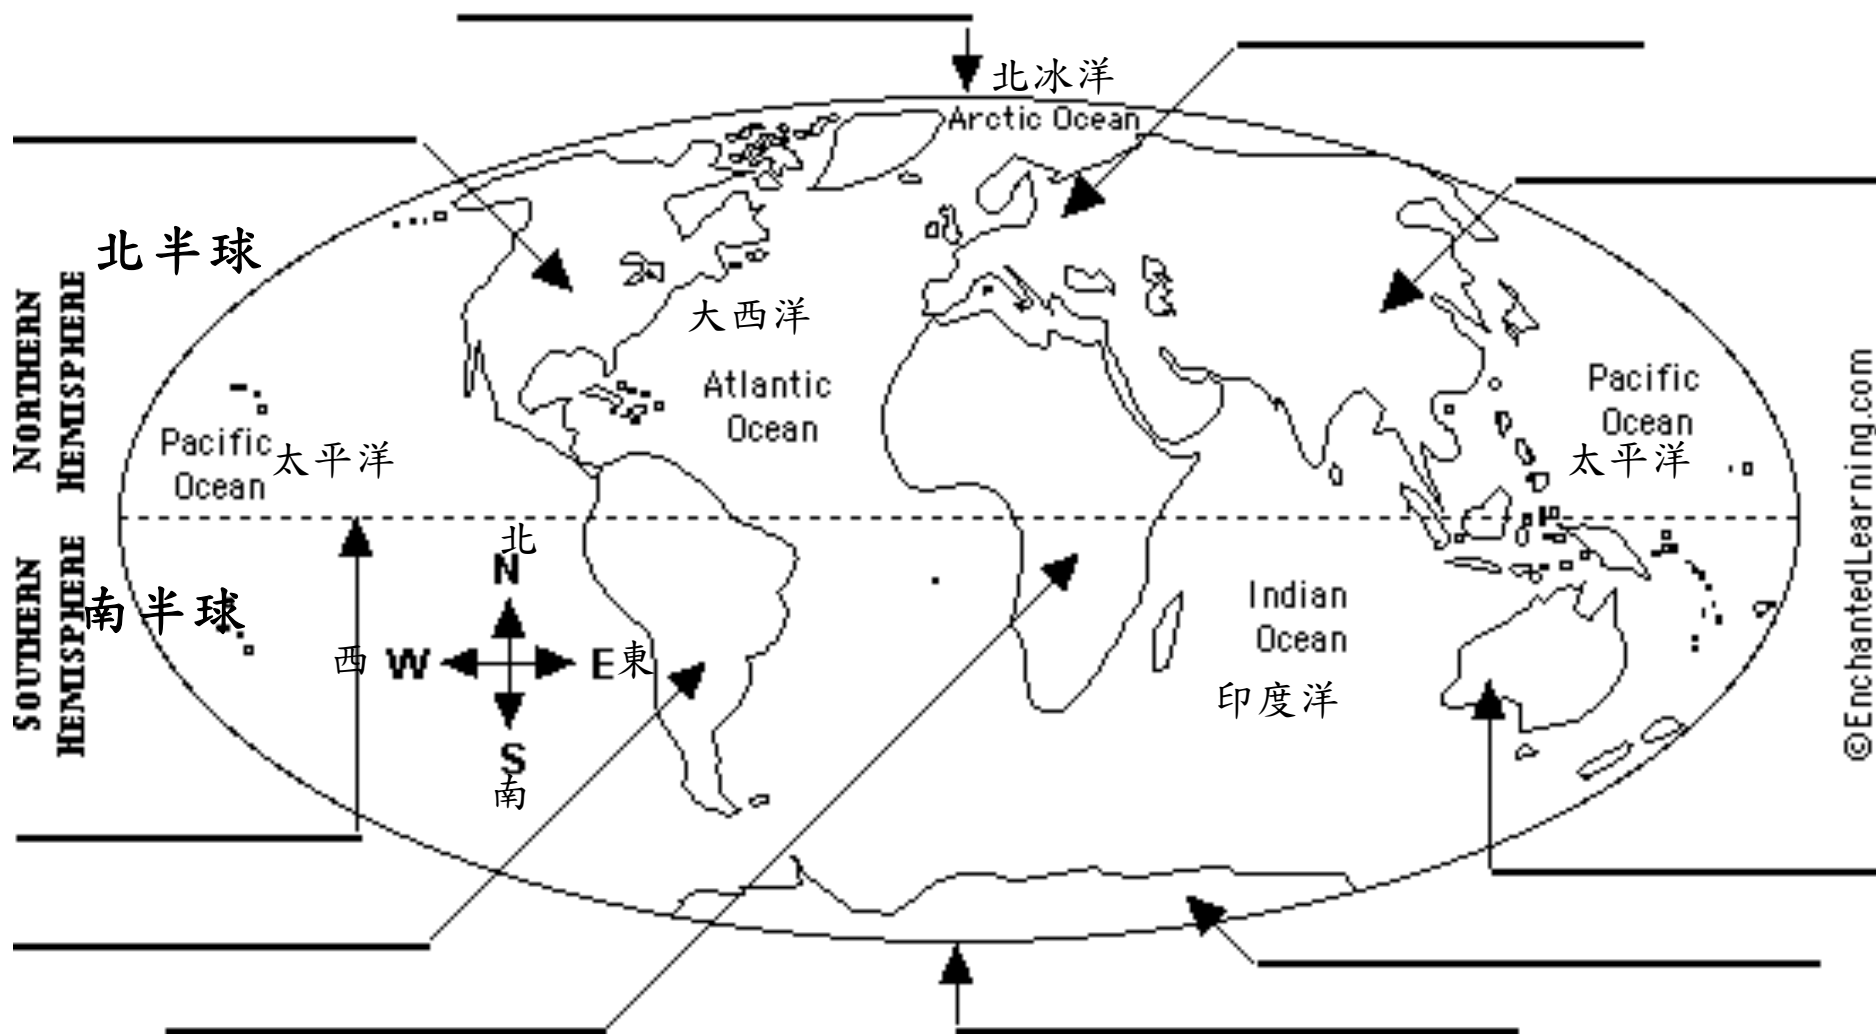 北冰洋
Arctic Ocean
北半球
NORTHERN
HEMISPHERE
大西洋
Atlantic
Ocean
Pacific
Ocean
太平洋
Pacific
Ocean
太平洋
©EnchantedLearning.com
SOUTHERN
HEMISPHERE
南半球
北
N
西 W E 東
S
南
Indian
Ocean
印度洋